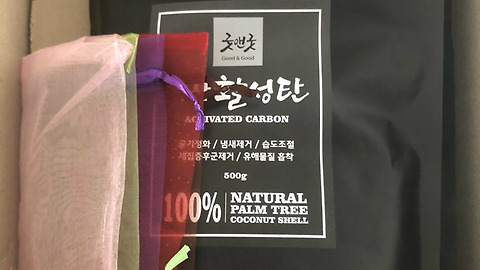 굿앤굿
Good & Good
활성탄
ACTIVATED CARBON
공기정화 / 냄새제거 / 습도조절
새집증후군제거 / 유해물질 흡착
500g
100% NATURAL
PALM TREE
COCONUT SHELL